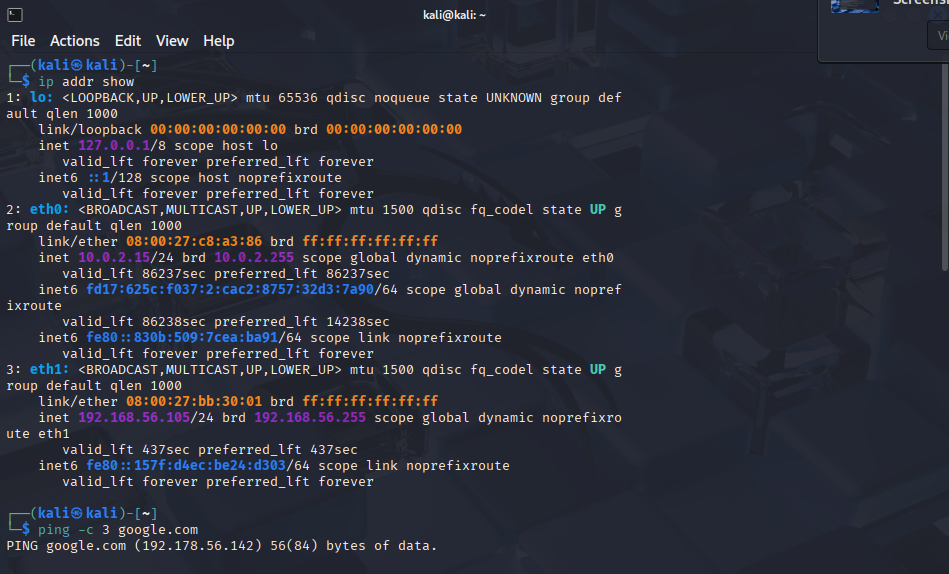 kali@kali: ~
Screensh
Vi
File Actions Edit View Help
┌──(kali㉿kali)-[~]
└─$ ip addr show
1: lo: <LOOPBACK,UP,LOWER_UP> mtu 65536 qdisc noqueue state UNKNOWN group def
ault qlen 1000
    link/loopback 00:00:00:00:00:00 brd 00:00:00:00:00:00
    inet 127.0.0.1/8 scope host lo
       valid_lft forever preferred_lft forever
    inet6 ::1/128 scope host noprefixroute
       valid_lft forever preferred_lft forever
2: eth0: <BROADCAST,MULTICAST,UP,LOWER_UP> mtu 1500 qdisc fq_codel state UP g
roup default qlen 1000
    link/ether 08:00:27:c8:a3:86 brd ff:ff:ff:ff:ff:ff
    inet 10.0.2.15/24 brd 10.0.2.255 scope global dynamic noprefixroute eth0
       valid_lft 86237sec preferred_lft 86237sec
    inet6 fd17:625c:f037:2:cac2:8757:32d3:7a90/64 scope global dynamic nopref
ixroute
       valid_lft 86238sec preferred_lft 14238sec
    inet6 fe80::830b:509:7cea:ba91/64 scope link noprefixroute
       valid_lft forever preferred_lft forever
3: eth1: <BROADCAST,MULTICAST,UP,LOWER_UP> mtu 1500 qdisc fq_codel state UP g
roup default qlen 1000
    link/ether 08:00:27:bb:30:01 brd ff:ff:ff:ff:ff:ff
    inet 192.168.56.105/24 brd 192.168.56.255 scope global dynamic noprefixro
ute eth1
       valid_lft 437sec preferred_lft 437sec
    inet6 fe80::157f:d4ec:be24:d303/64 scope link noprefixroute
       valid_lft forever preferred_lft forever
┌──(kali㉿kali)-[~]
└─$ ping -c 3 google.com
PING google.com (192.178.56.142) 56(84) bytes of data.